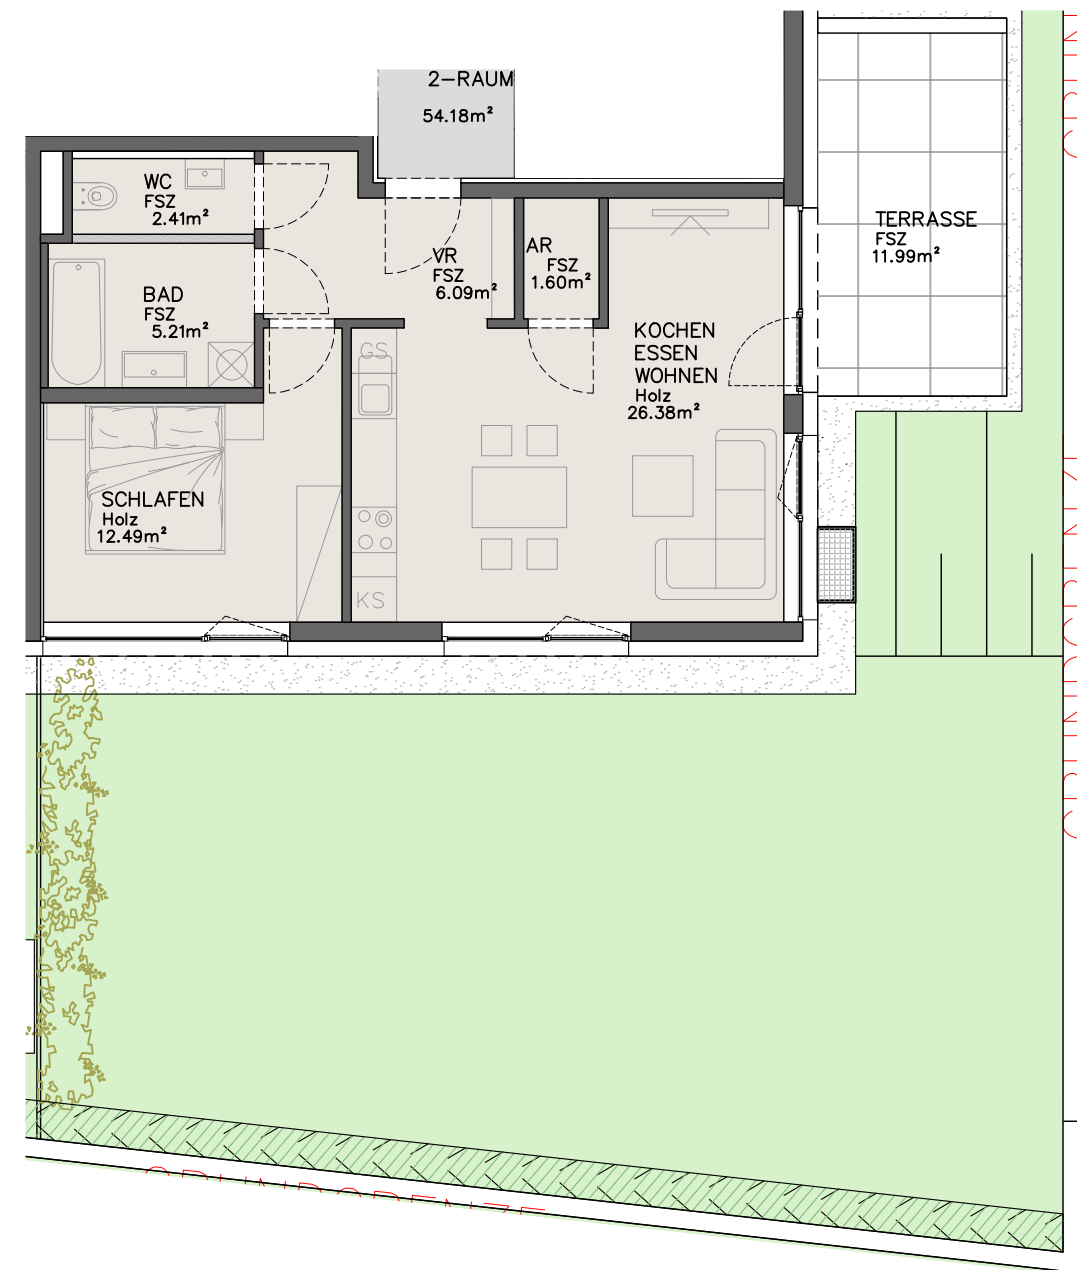 2-RAUM
54.18m²
WC
FSZ
2.41m²
BAD
FSZ
5.21m²
VR
FSZ
6.09m²
AR
FSZ
1.60m²
TERRASSE
FSZ
11.99m²
KOCHEN
ESSEN
WOHNEN
Holz
26.38m²
GS
SCHLAFEN
Holz
12.49m²
KS